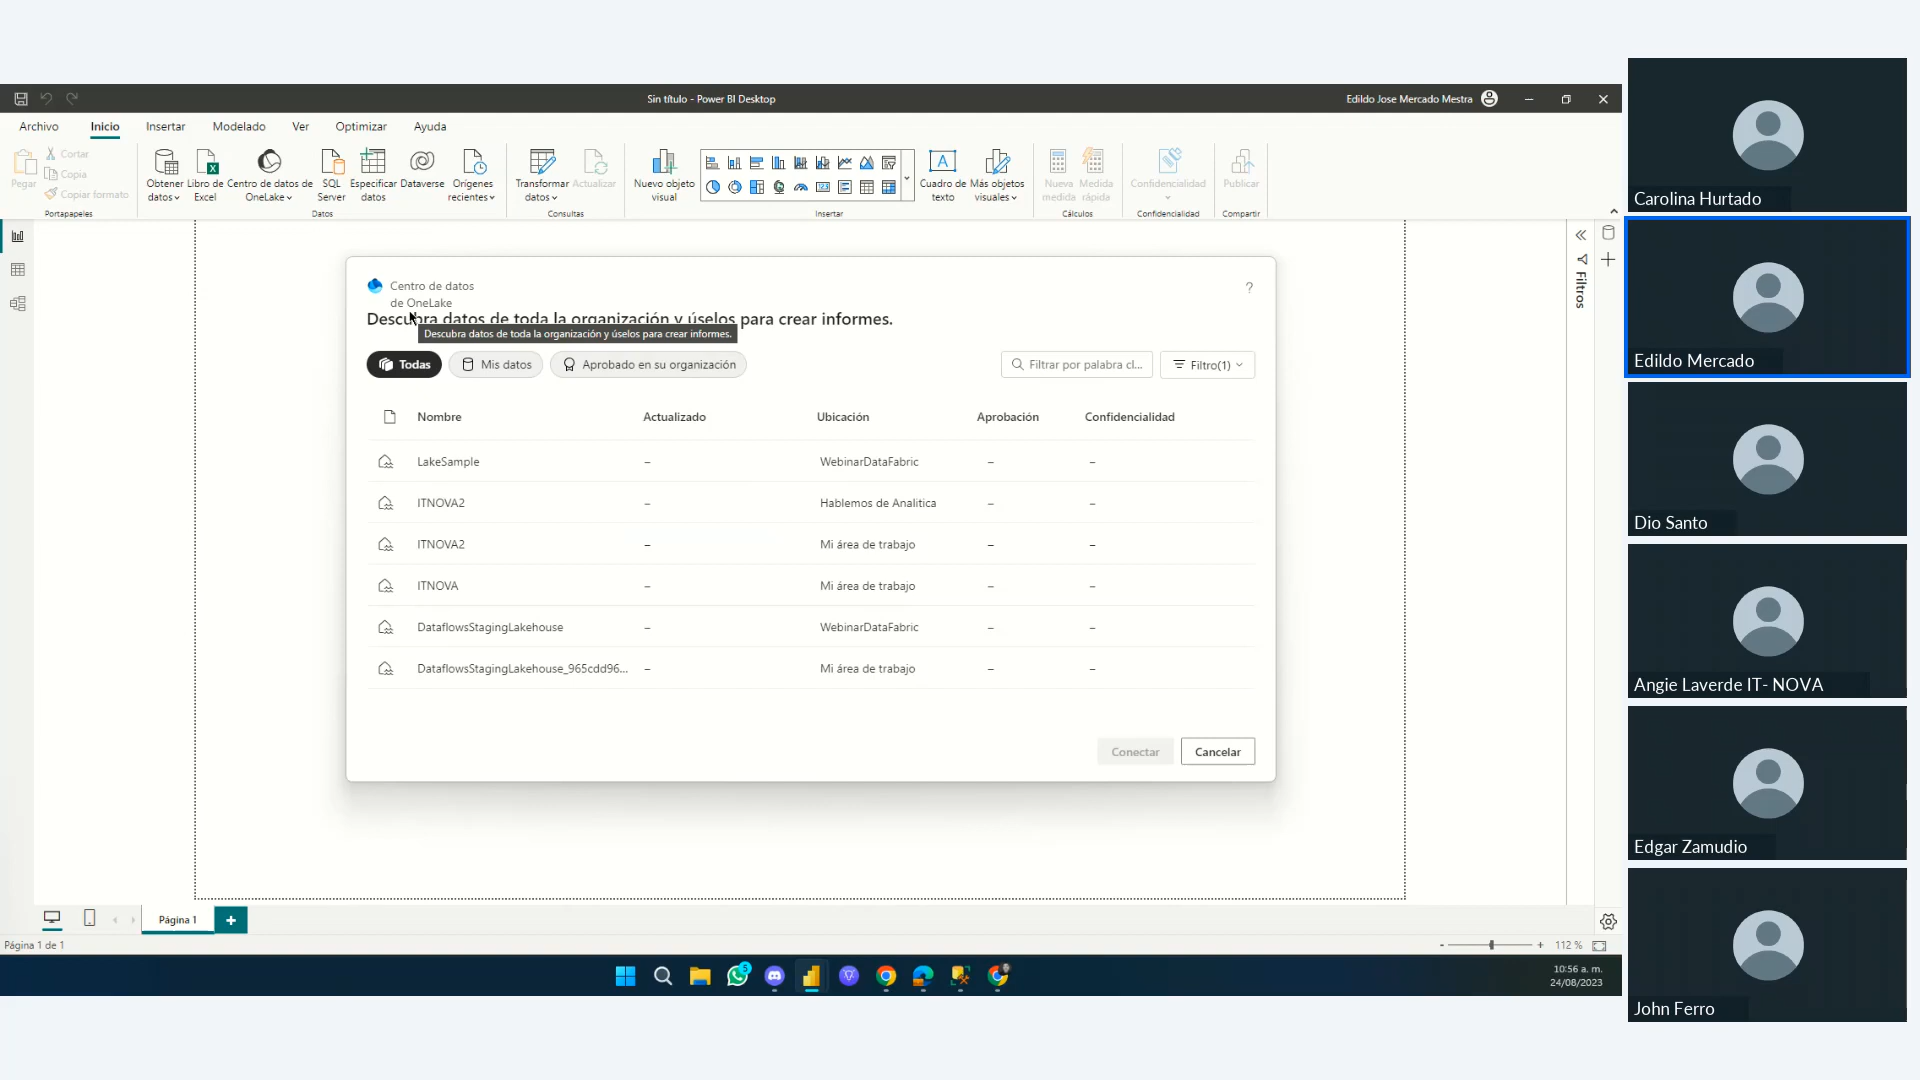 Sin título - Power BI Desktop
Edildo Jose Mercado Mestra
Archivo
Inicio
Insertar
Modelado
Ver
Optimizar
Ayuda
Pegar
Cortar
Copia
Copiar formato
Portapapeles
Obtener datos
Libro de Excel
Centro de datos de OneLake
SQL Server
Especificar datos
Dataverse
Orígenes recientes
Datos
Transformar datos
Actualizar
Consultas
Nuevo objeto visual
Cuadro de texto
Más objetos visuales
Insertar
Nueva medida
Medida rápida
Cálculos
Confidencialidad
Confidencialidad
Publicar
Compartir
Filtros
Centro de datos
de OneLake
?
Descubra datos de toda la organización y úselos para crear informes.
Descubra datos de toda la organización y úselos para crear informes.
Todas
Mis datos
Aprobado en su organización
Filtrar por palabra cl...
Filtro(1)
Nombre Actualizado Ubicación Aprobación Confidencialidad
LakeSample – WebinarDataFabric – –
ITNOVA2 – Hablemos de Analitica – –
ITNOVA2 – Mi área de trabajo – –
ITNOVA – Mi área de trabajo – –
DataflowsStagingLakehouse – WebinarDataFabric – –
DataflowsStagingLakehouse_965cdd96... – Mi área de trabajo – –
Conectar
Cancelar
Página 1
+
Página 1 de 1
- + 112 %
5
10:56 a. m.
24/08/2023
Carolina Hurtado
Edildo Mercado
Dio Santo
Angie Laverde IT- NOVA
Edgar Zamudio
John Ferro